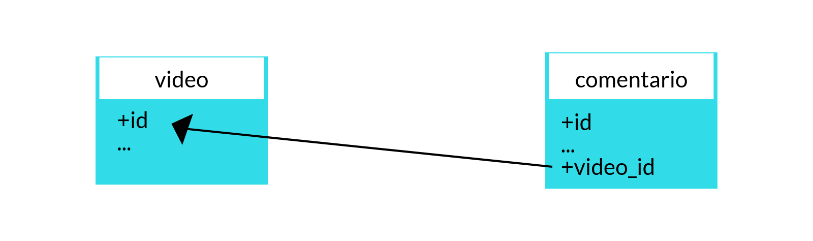 video
+id
...
comentario
+id
...
+video_id